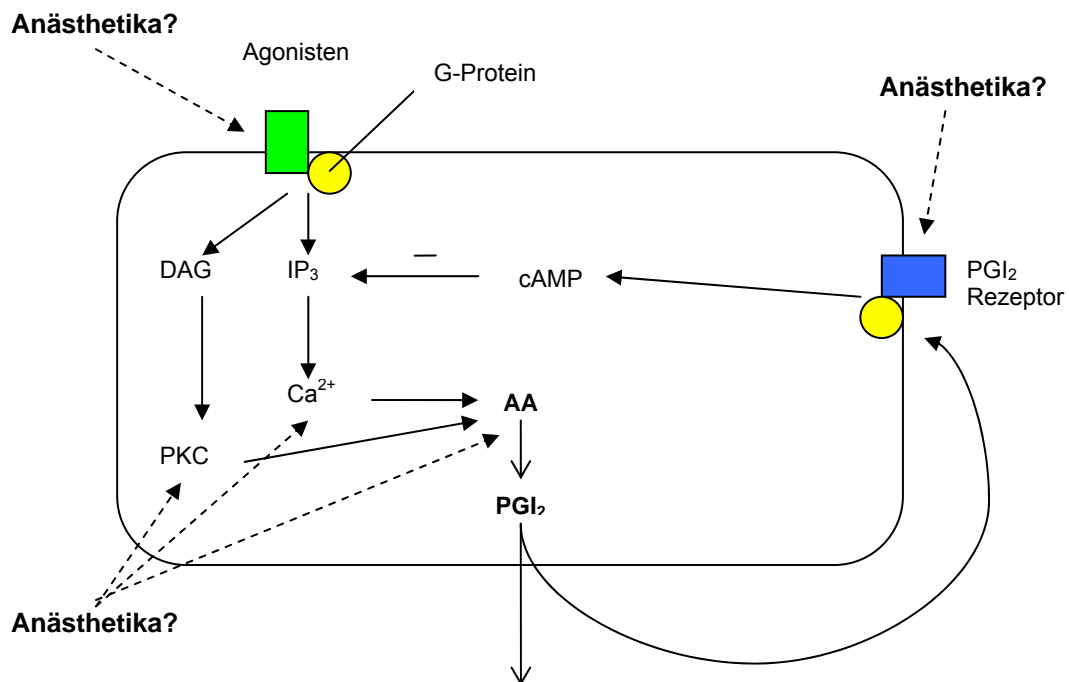 Anästhetika?
Agonisten
G-Protein
Anästhetika?
DAG
IP₃
–
cAMP
PGI₂
Rezeptor
Ca²⁺
AA
PKC
PGI₂
Anästhetika?